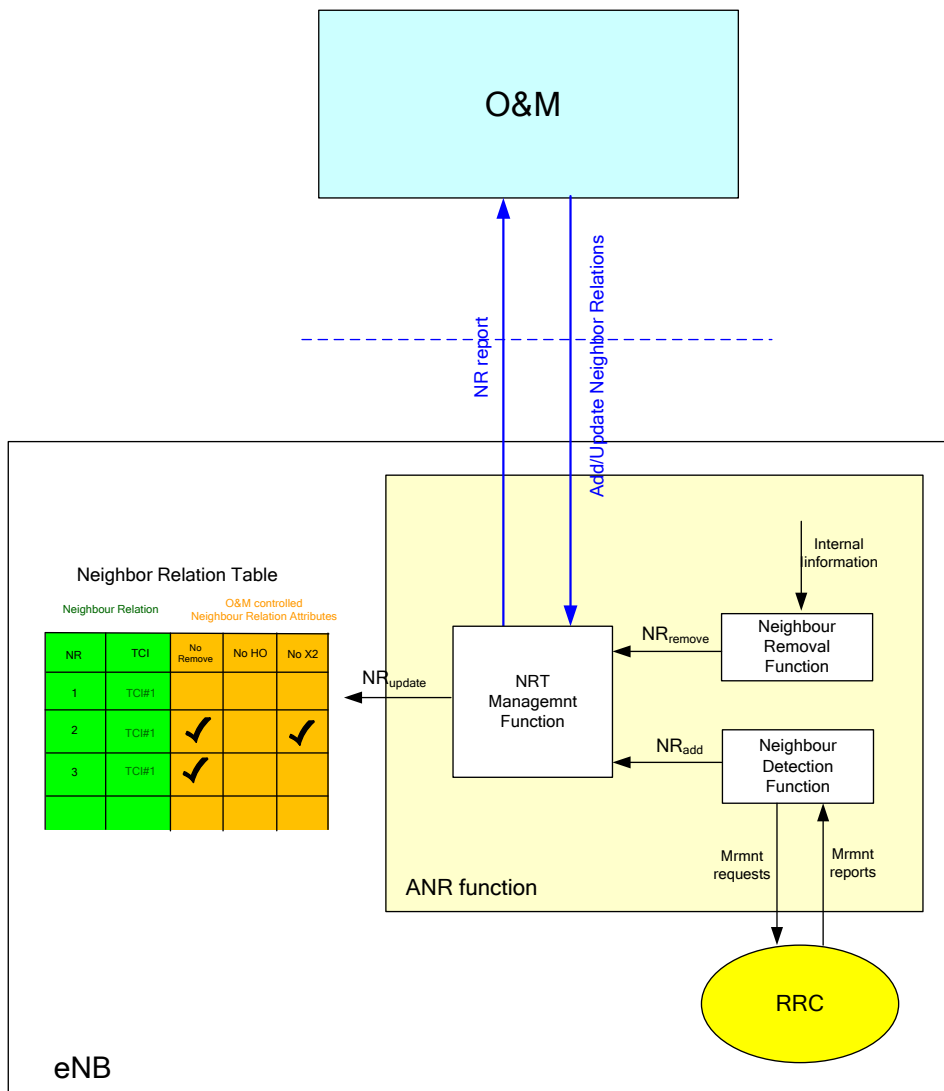 O&M
NR report
Add/Update Neighbor Relations
Neighbor Relation Table
Neighbour Relation
O&M controlled
Neighbour Relation Attributes
NR TCI No Remove No HO No X2
1 TCI#1
2 TCI#1 ✓ ✓
3 TCI#1 ✓
NRupdate
NRT
Managemnt
Function
NRremove
NRadd
Internal
Iinformation
Neighbour
Removal
Function
Neighbour
Detection
Function
Mrmnt
requests
Mrmnt
reports
ANR function
RRC
eNB